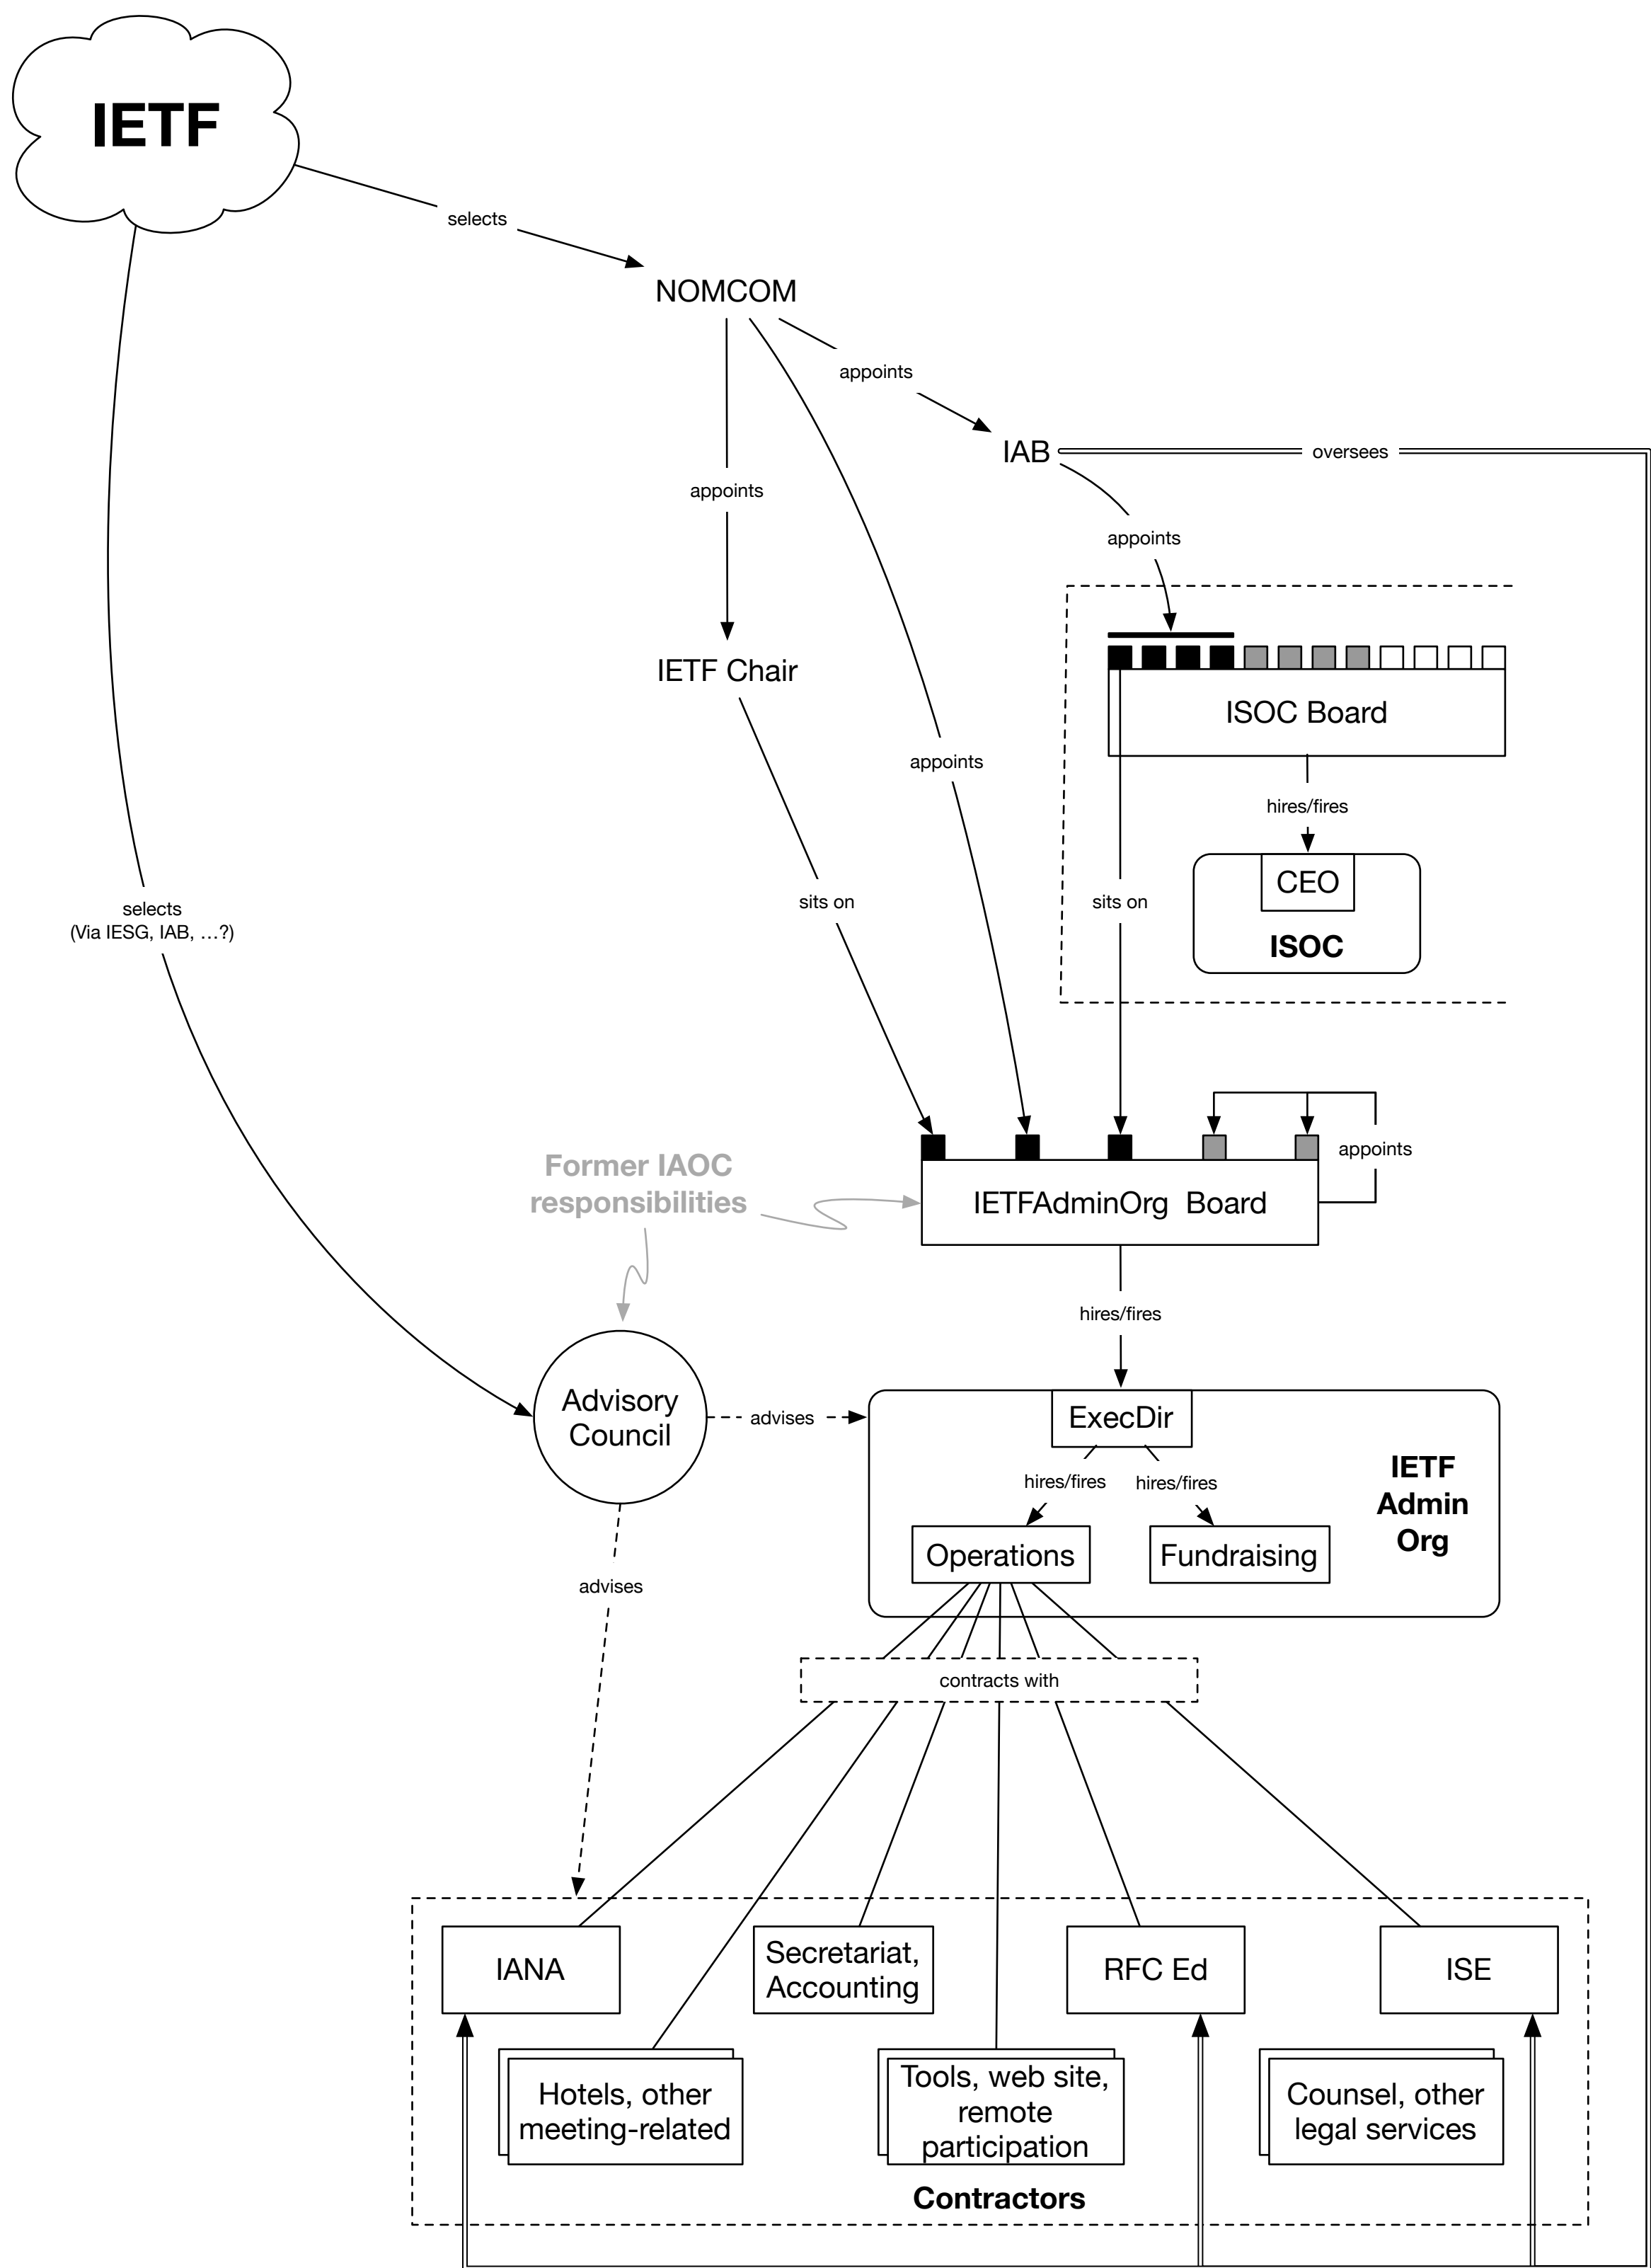 IETF
selects
NOMCOM
appoints
IAB
oversees
appoints
appoints
ISOC Board
IETF Chair
appoints
hires/fires
CEO
ISOC
sits on
sits on
selects
(Via IESG, IAB, …?)
appoints
Former IAOC
responsibilities
IETFAdminOrg Board
hires/fires
Advisory
Council
advises
ExecDir
hires/fires
hires/fires
IETF
Admin
Org
Operations
Fundraising
advises
contracts with
IANA
Secretariat,
Accounting
RFC Ed
ISE
Hotels, other
meeting-related
Tools, web site,
remote
participation
Counsel, other
legal services
Contractors